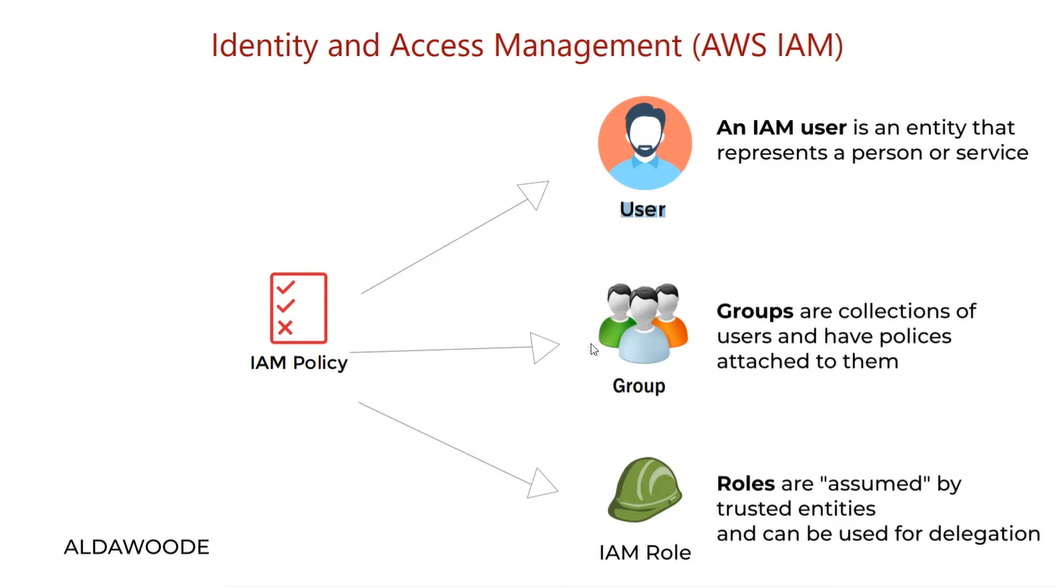 Identity and Access Management (AWS IAM)
An IAM user is an entity that
represents a person or service
User
IAM Policy
Groups are collections of
users and have polices
attached to them
Group
Roles are "assumed" by
trusted entities
and can be used for delegation
IAM Role
ALDAWOODE